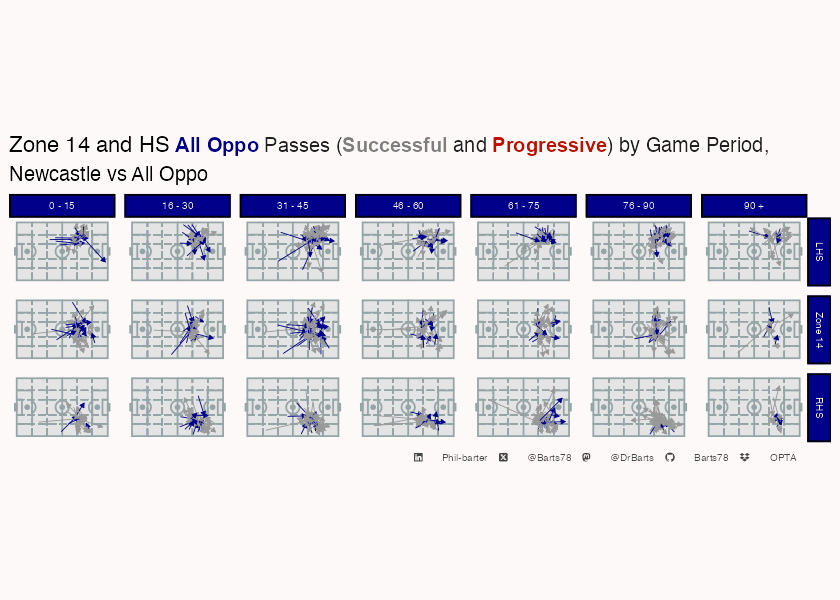 Zone 14 and HS All Oppo Passes (Successful and Progressive) by Game Period,
Newcastle vs All Oppo
0 - 15 16 - 30 31 - 45 46 - 60 61 - 75 76 - 90 90 +
LHS
Zone 14
RHS
Phil-barter @Barts78 @DrBarts Barts78 OPTA